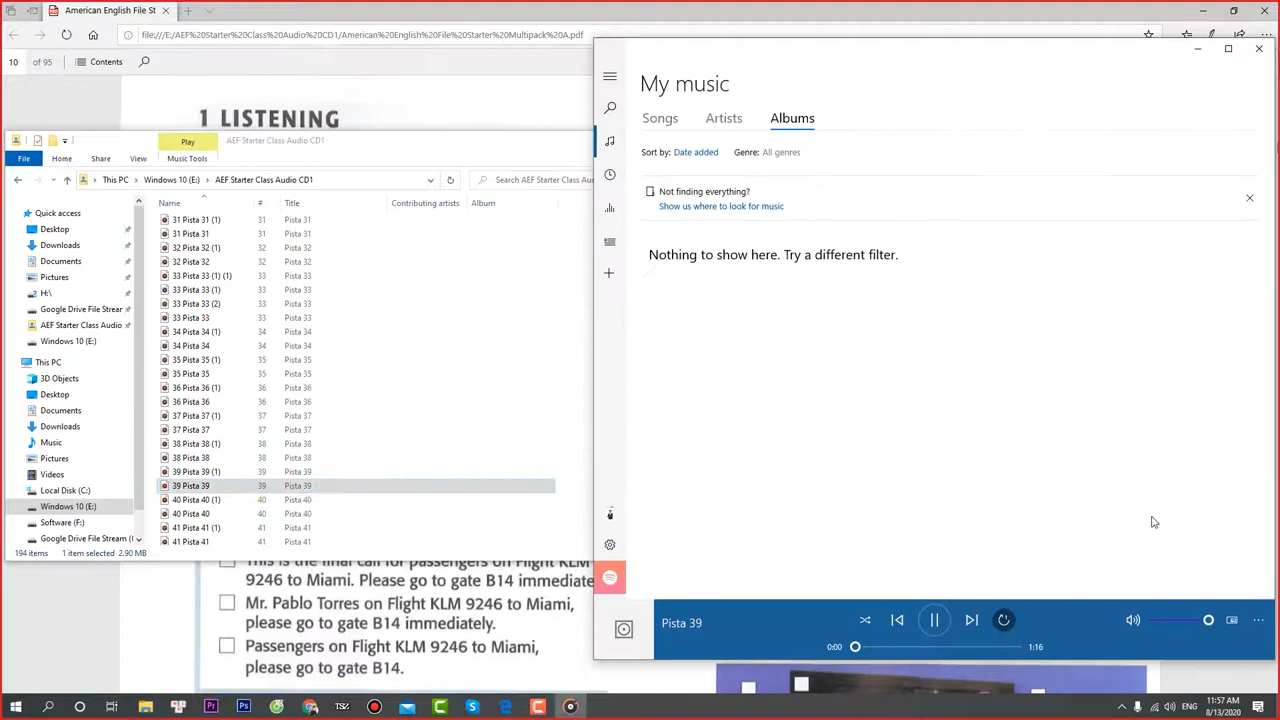 American English File St
file:///E:/AEF%20Starter%20Class%20Audio%20CD1/American%20English%20File%20Starter%20Multipack%20A.pdf
10 of 95 Contents
1 LISTENING
Play AEF Starter Class Audio CD1
File Home Share View Music Tools
This PC Windows 10 (E:) AEF Starter Class Audio CD1 Search AEF Starter Class Au
Name # Title Contributing artists Album
Quick access
Desktop
Downloads
Documents
Pictures
H:\
Google Drive File Strear
AEF Starter Class Audio
Windows 10 (E:)
This PC
3D Objects
Desktop
Documents
Downloads
Music
Pictures
Videos
Local Disk (C:)
Windows 10 (E:)
Software (F:)
Google Drive File Stream (
31 Pista 31 (1) 31 Pista 31
31 Pista 31 31 Pista 31
32 Pista 32 (1) 32 Pista 32
32 Pista 32 32 Pista 32
33 Pista 33 (1) (1) 33 Pista 33
33 Pista 33 (1) 33 Pista 33
33 Pista 33 (2) 33 Pista 33
33 Pista 33 33 Pista 33
34 Pista 34 (1) 34 Pista 34
34 Pista 34 34 Pista 34
35 Pista 35 (1) 35 Pista 35
35 Pista 35 35 Pista 35
36 Pista 36 (1) 36 Pista 36
36 Pista 36 36 Pista 36
37 Pista 37 (1) 37 Pista 37
37 Pista 37 37 Pista 37
38 Pista 38 (1) 38 Pista 38
38 Pista 38 38 Pista 38
39 Pista 39 (1) 39 Pista 39
39 Pista 39 39 Pista 39
40 Pista 40 (1) 40 Pista 40
40 Pista 40 40 Pista 40
41 Pista 41 (1) 41 Pista 41
41 Pista 41 41 Pista 41
194 items 1 item selected 2.90 MB
This is the final call for passengers on Flight KLM
9246 to Miami. Please go to gate B14 immediate
Mr. Pablo Torres on Flight KLM 9246 to Miami,
please go to gate B14 immediately.
Passengers on Flight KLM 9246 to Miami,
please go to gate B14.
My music
Songs Artists Albums
Sort by: Date added Genre: All genres
Not finding everything?
Show us where to look for music
Nothing to show here. Try a different filter.
Pista 39
0:00 1:16
11:57 AM
8/13/2020